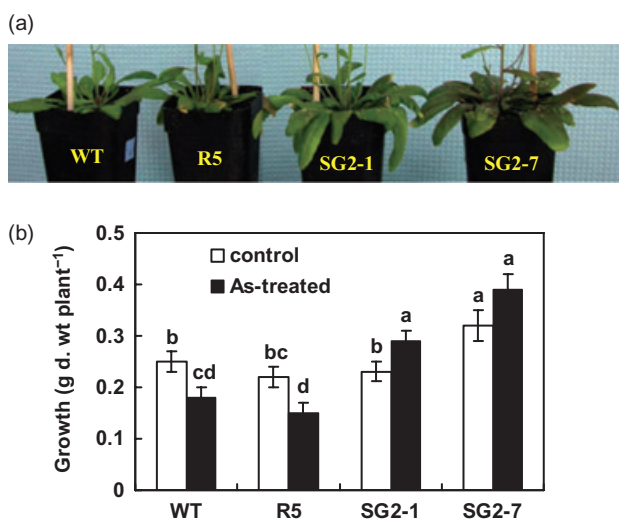 (a)
WT R5 SG2-1 SG2-7
(b)
Growth (g d. wt plant⁻¹)
0.5
0.4
0.3
0.2
0.1
0
control
As-treated
b cd bc d b a a a
WT R5 SG2-1 SG2-7